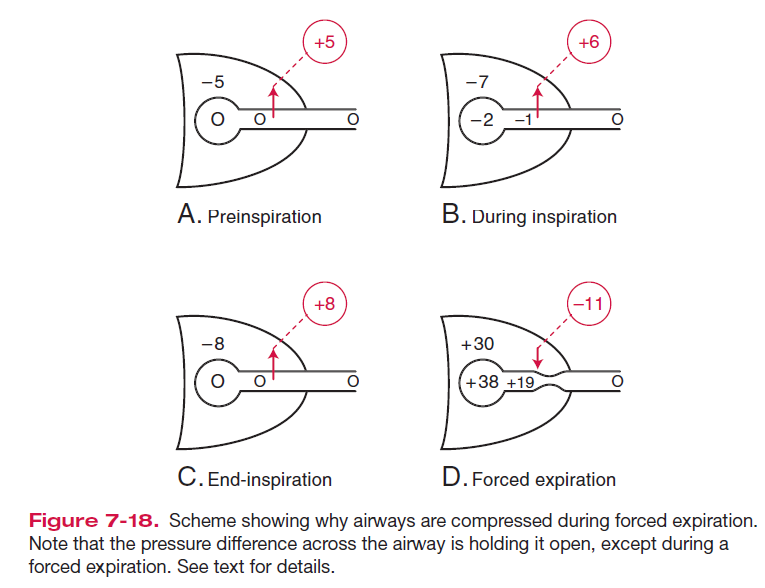 +5
−5
O
O
O
A. Preinspiration
+6
−7
−2
−1
O
B. During inspiration
+8
−8
O
O
O
C. End-inspiration
−11
+30
+38
+19
O
D. Forced expiration
Figure 7-18. Scheme showing why airways are compressed during forced expiration.
Note that the pressure difference across the airway is holding it open, except during a
forced expiration. See text for details.